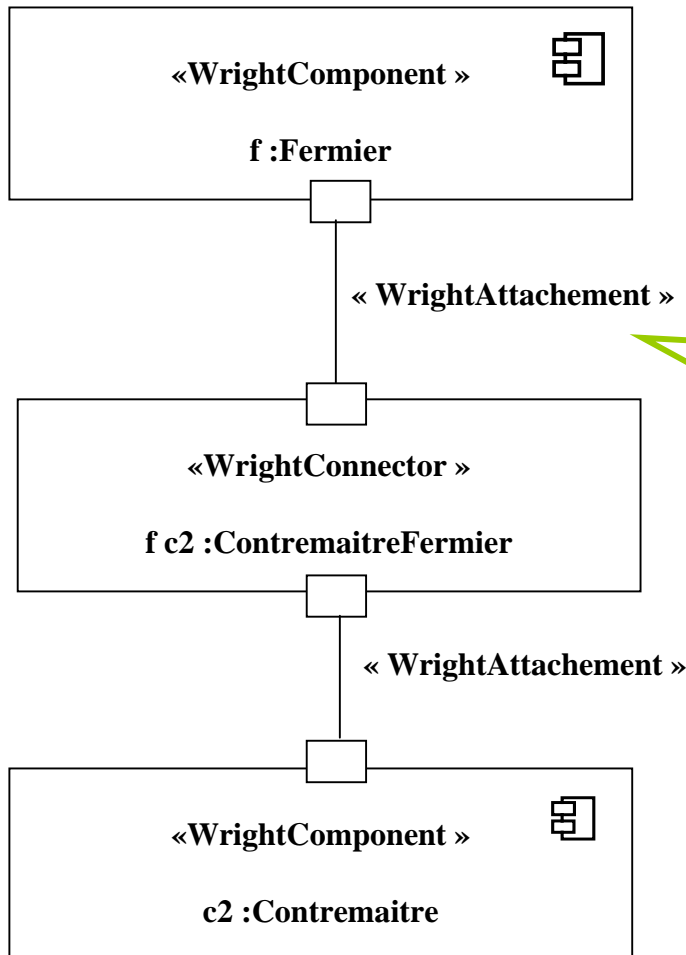 «WrightComponent »
f :Fermier
« WrightAttachement »
«WrightConnector »
f c2 :ContremaitreFermier
« WrightAttachement »
«WrightComponent »
c2 :Contremaitre